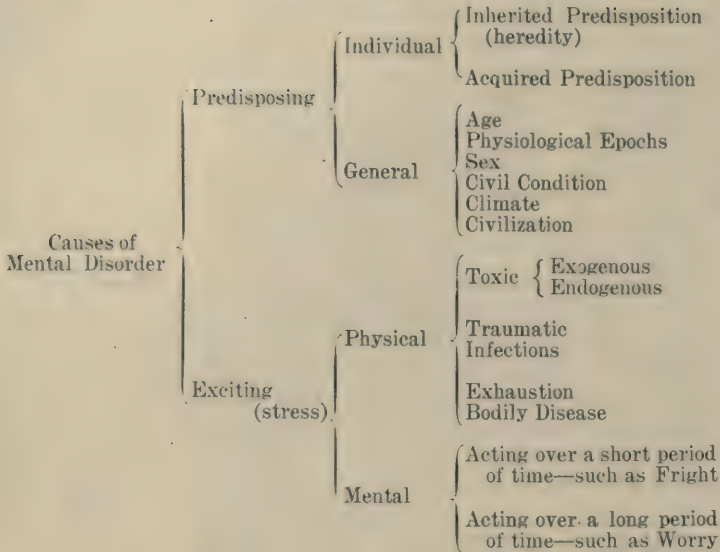 Causes of
Mental Disorder
Predisposing
Individual
Inherited Predisposition
(heredity)
Acquired Predisposition
General
Age
Physiological Epochs
Sex
Civil Condition
Climate
Civilization
Exciting
(stress)
Physical
Toxic
Exogenous
Endogenous
Traumatic
Infections
Exhaustion
Bodily Disease
Mental
Acting over a short period
of time—such as Fright
Acting over a long period
of time—such as Worry